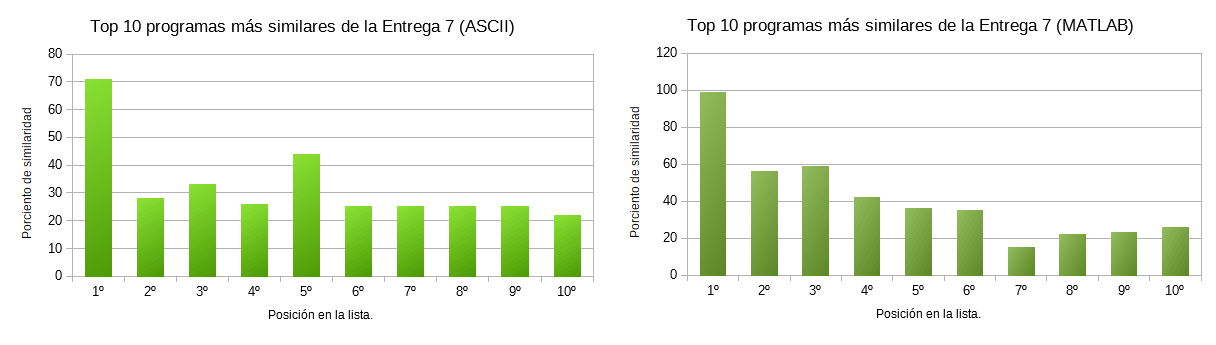 Top 10 programas más similares de la Entrega 7 (ASCII)
80
70
60
50
40
30
20
10
0
Porciento de similaridad
1º 2º 3º 4º 5º 6º 7º 8º 9º 10º
Posición en la lista.
Top 10 programas más similares de la Entrega 7 (MATLAB)
120
100
80
60
40
20
0
Porciento de similaridad
1º 2º 3º 4º 5º 6º 7º 8º 9º 10º
Posición en la lista.